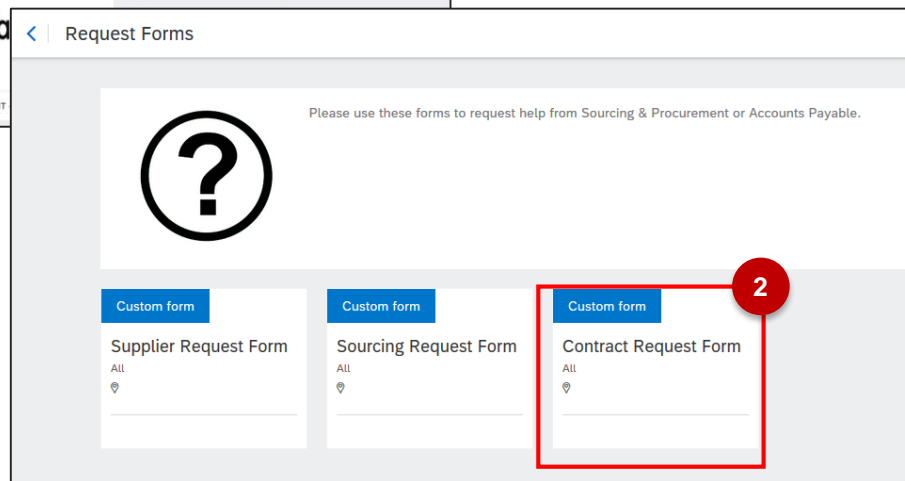 Request Forms
Please use these forms to request help from Sourcing & Procurement or Accounts Payable.
2
Custom form
Supplier Request Form
All
Custom form
Sourcing Request Form
All
Custom form
Contract Request Form
All